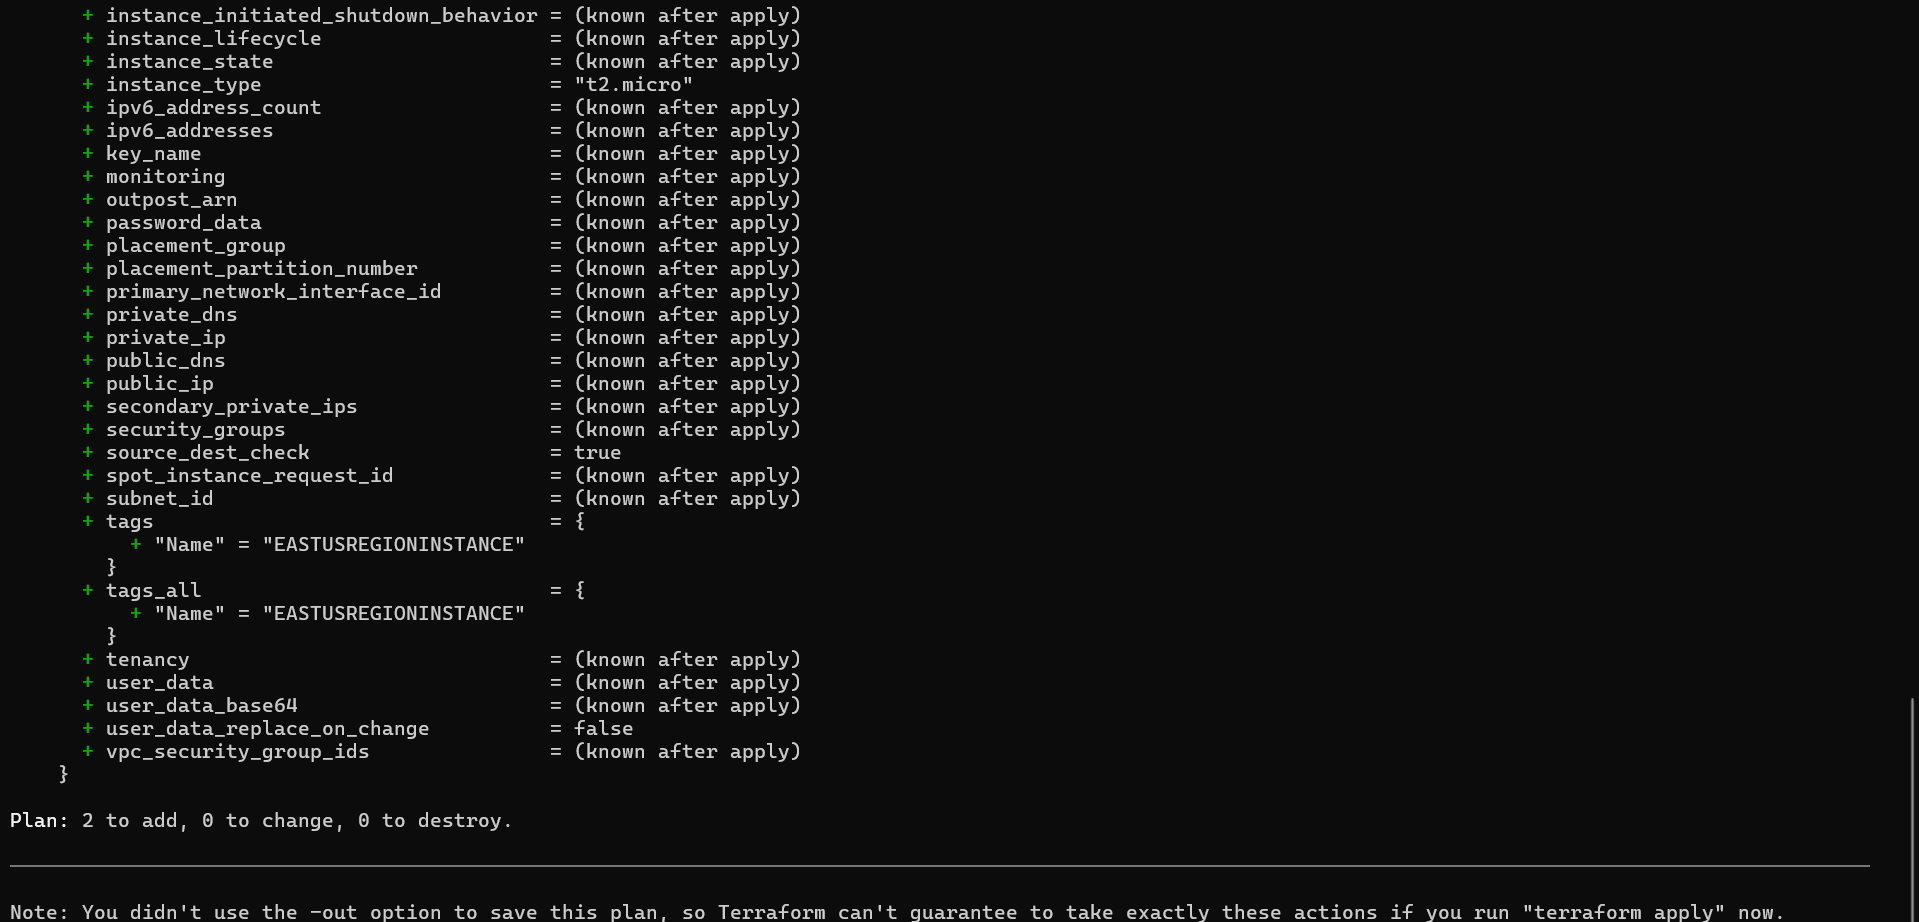 + instance_initiated_shutdown_behavior = (known after apply)
+ instance_lifecycle = (known after apply)
+ instance_state = (known after apply)
+ instance_type = "t2.micro"
+ ipv6_address_count = (known after apply)
+ ipv6_addresses = (known after apply)
+ key_name = (known after apply)
+ monitoring = (known after apply)
+ outpost_arn = (known after apply)
+ password_data = (known after apply)
+ placement_group = (known after apply)
+ placement_partition_number = (known after apply)
+ primary_network_interface_id = (known after apply)
+ private_dns = (known after apply)
+ private_ip = (known after apply)
+ public_dns = (known after apply)
+ public_ip = (known after apply)
+ secondary_private_ips = (known after apply)
+ security_groups = (known after apply)
+ source_dest_check = true
+ spot_instance_request_id = (known after apply)
+ subnet_id = (known after apply)
+ tags = {
+ "Name" = "EASTUSREGIONINSTANCE"
}
+ tags_all = {
+ "Name" = "EASTUSREGIONINSTANCE"
}
+ tenancy = (known after apply)
+ user_data = (known after apply)
+ user_data_base64 = (known after apply)
+ user_data_replace_on_change = false
+ vpc_security_group_ids = (known after apply)
}
Plan: 2 to add, 0 to change, 0 to destroy.
Note: You didn't use the -out option to save this plan, so Terraform can't guarantee to take exactly these actions if you run "terraform apply" now.